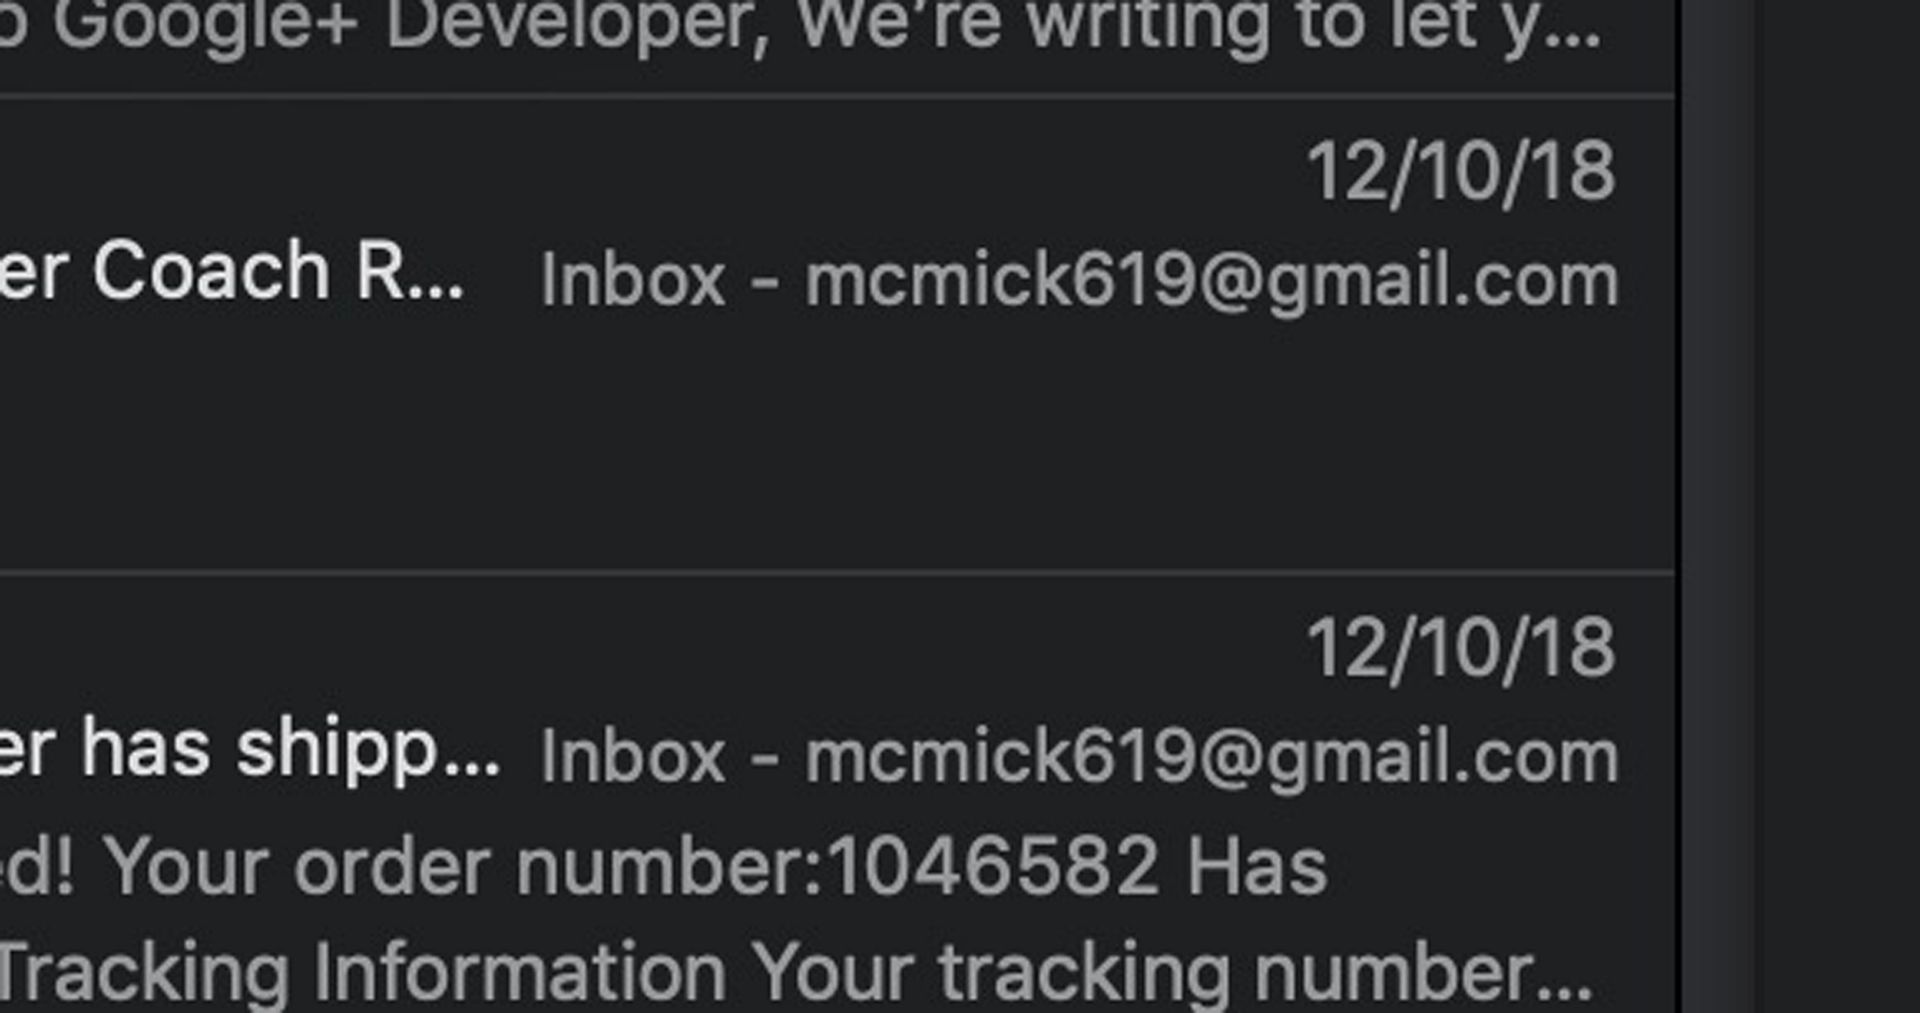 Google+ Developer, We're writing to let y...
12/10/18
er Coach R... Inbox - mcmick619@gmail.com
12/10/18
er has shipp... Inbox - mcmick619@gmail.com
ed! Your order number:1046582 Has
Tracking Information Your tracking number...